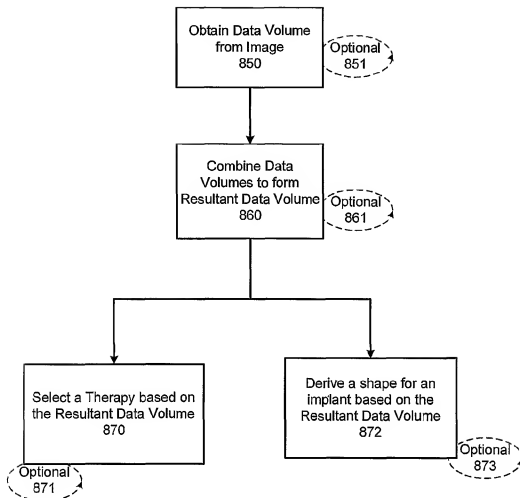 Obtain Data Volume
from Image
850
Optional
851
Combine Data
Volumes to form
Resultant Data Volume
860
Optional
861
Select a Therapy based on
the Resultant Data Volume
870
Optional
871
Derive a shape for an
implant based on the
Resultant Data Volume
872
Optional
873